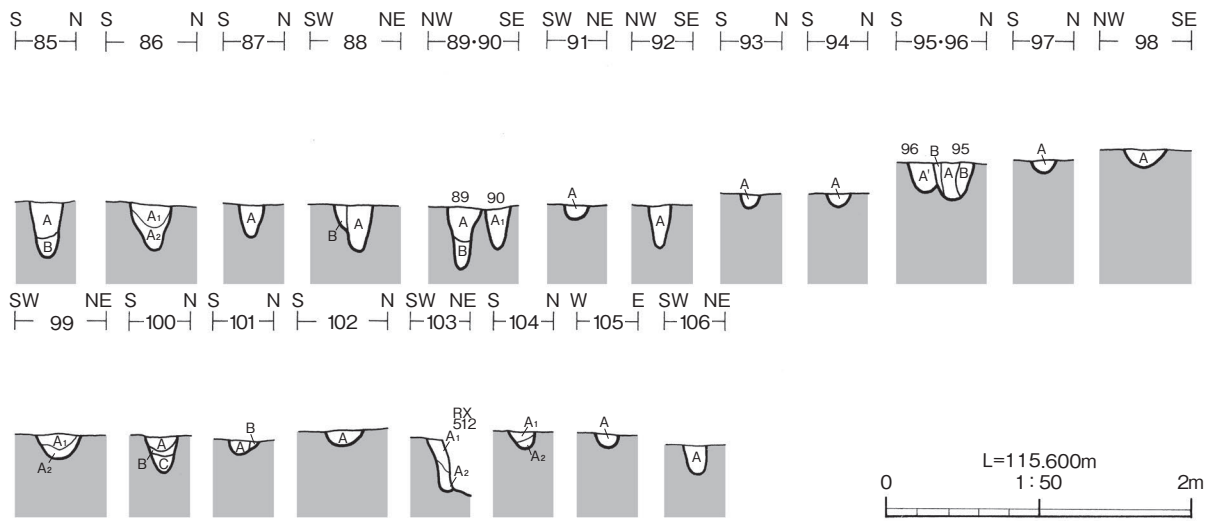 S N S N S N SW NE NW SE SW NE NW SE S N S N S N S N NW SE
85 86 87 88 89•90 91 92 93 94 95•96 97 98
96 B 95
A' A B
A
A
A
A
89 90
A
A
B
A1
A2
A
B A
A
B
A1
A
A
SW NE S N S N S N SW NE S N W E SW NE
99 100 101 102 103 104 105 106
RX
512
A1
A2
A1
A2
A
B C
A B
A
A1
A2
A
A
L=115.600m
0 1:50 2m